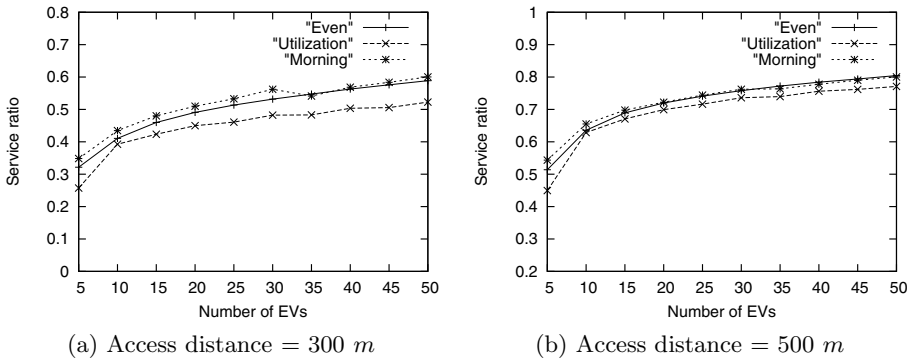 0.8
0.7
0.6
0.5
0.4
0.3
0.2
0.1
0
Service ratio
"Even"
"Utilization"
"Morning"
5 10 15 20 25 30 35 40 45 50
Number of EVs
(a) Access distance = 300 m
1
0.9
0.8
0.7
0.6
0.5
0.4
0.3
0.2
Service ratio
"Even"
"Utilization"
"Morning"
5 10 15 20 25 30 35 40 45 50
Number of EVs
(b) Access distance = 500 m